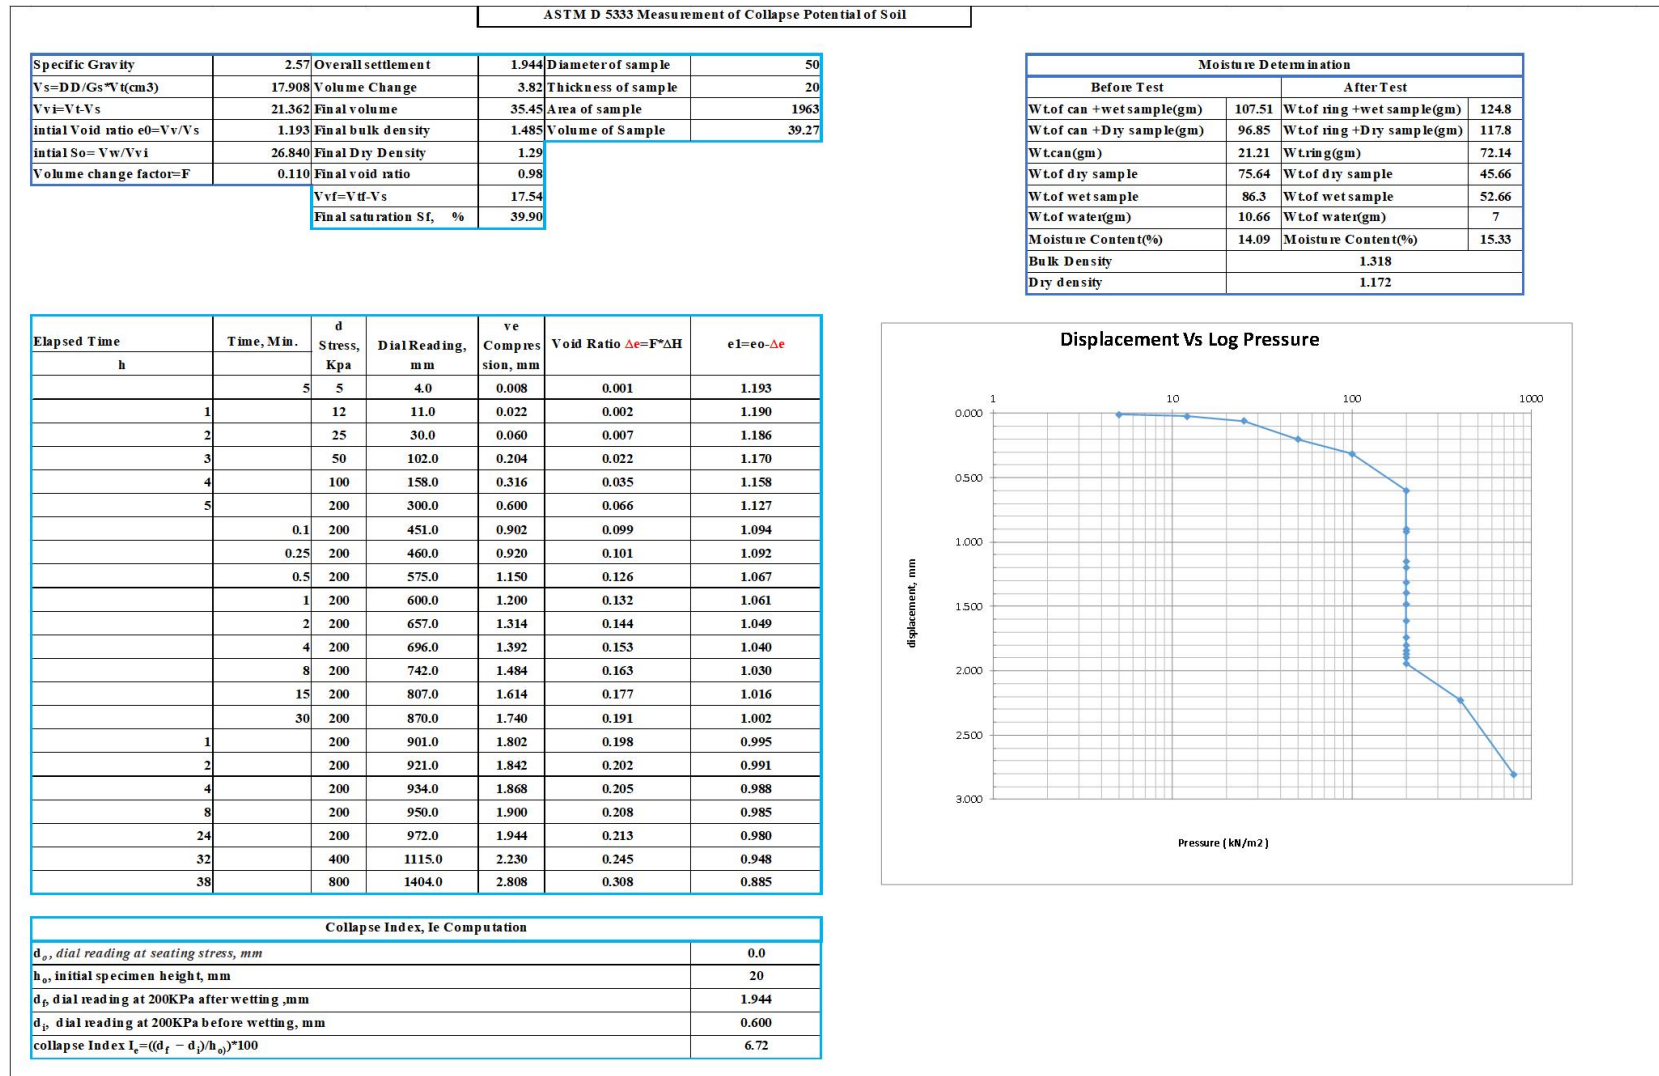 ASTM D 5333 Measurement of Collapse Potential of Soil
Specific Gravity 2.57 Overall settlement 1.944 Diameter of sample 50
Vs=DD/Gs*Vt(cm3) 17.908 Volume Change 3.82 Thickness of sample 20
Vvi=Vt-Vs 21.362 Final volume 35.45 Area of sample 1963
intial Void ratio e0=Vv/Vs 1.193 Final bulk density 1.485 Volume of Sample 39.27
intial So= Vw/Vvi 26.840 Final Dry Density 1.29
Volume change factor=F 0.110 Final void ratio 0.98
Vvf=Vtf-Vs 17.54
Final saturation Sf, % 39.90
Moisture Determination
Before Test After Test
Wt.of can +wet sample(gm) 107.51 Wt.of ring +wet sample(gm) 124.8
Wt.of can +Dry sample(gm) 96.85 Wt.of ring +Dry sample(gm) 117.8
Wt.can(gm) 21.21 Wt.ring(gm) 72.14
Wt.of dry sample 75.64 Wt.of dry sample 45.66
Wt.of wet sample 86.3 Wt.of wet sample 52.66
Wt.of water(gm) 10.66 Wt.of water(gm) 7
Moisture Content(%) 14.09 Moisture Content(%) 15.33
Bulk Density 1.318
Dry density 1.172
Elapsed Time
h
Time, Min.
d
Stress,
Kpa
Dial Reading,
mm
ve
Compres
sion, mm
Void Ratio Δe=F*ΔH
e1=eo-Δe
5 5 4.0 0.008 0.001 1.193
1 12 11.0 0.022 0.002 1.190
2 25 30.0 0.060 0.007 1.186
3 50 102.0 0.204 0.022 1.170
4 100 158.0 0.316 0.035 1.158
5 200 300.0 0.600 0.066 1.127
0.1 200 451.0 0.902 0.099 1.094
0.25 200 460.0 0.920 0.101 1.092
0.5 200 575.0 1.150 0.126 1.067
1 200 600.0 1.200 0.132 1.061
2 200 657.0 1.314 0.144 1.049
4 200 696.0 1.392 0.153 1.040
8 200 742.0 1.484 0.163 1.030
15 200 807.0 1.614 0.177 1.016
30 200 870.0 1.740 0.191 1.002
1 200 901.0 1.802 0.198 0.995
2 200 921.0 1.842 0.202 0.991
4 200 934.0 1.868 0.205 0.988
8 200 950.0 1.900 0.208 0.985
24 200 972.0 1.944 0.213 0.980
32 400 1115.0 2.230 0.245 0.948
38 800 1404.0 2.808 0.308 0.885
Displacement Vs Log Pressure
1 10 100 1000
0.000
0.500
1.000
1.500
2.000
2.500
3.000
displacement, mm
Pressure ( kN/m2 )
Collapse Index, Ie Computation
do, dial reading at seating stress, mm 0.0
ho, initial specimen height, mm 20
df, dial reading at 200KPa after wetting ,mm 1.944
di, dial reading at 200KPa before wetting, mm 0.600
collapse Index Ie=((df − di)/ho))*100 6.72